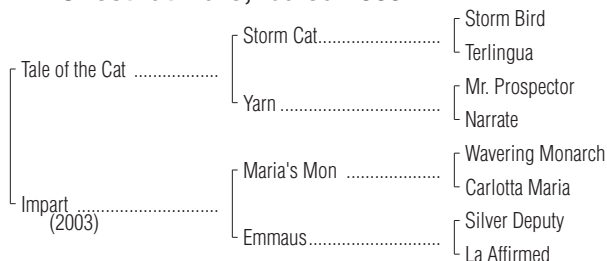 Storm Bird
Storm Cat
Terlingua
Tale of the Cat
Mr. Prospector
Yarn
Narrate
Wavering Monarch
Maria's Mon
Carlotta Maria
Impart
(2003)
Silver Deputy
Emmaus
La Affirmed